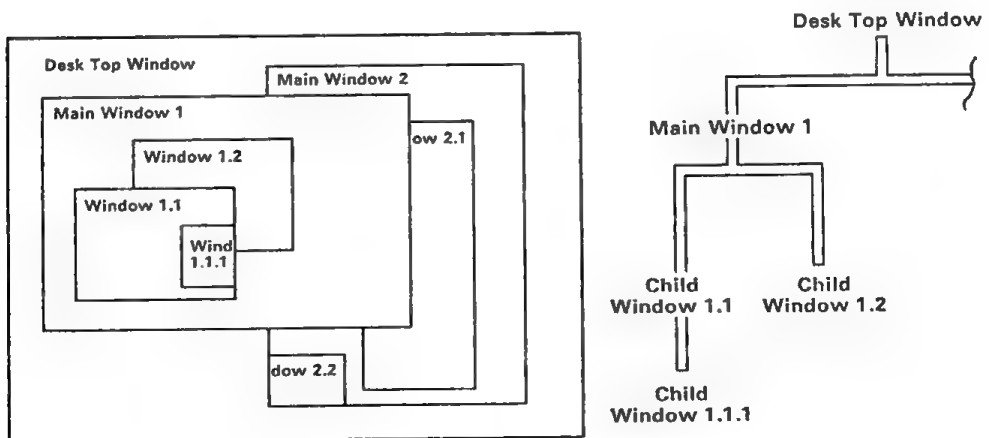 Desk Top Window
Main Window 2
Main Window 1
ow 2.1
Window 1.2
Window 1.1
Wind
1.1.1
dow 2.2
Desk Top Window
Main Window 1
Child
Window 1.1
Child
Window 1.2
Child
Window 1.1.1